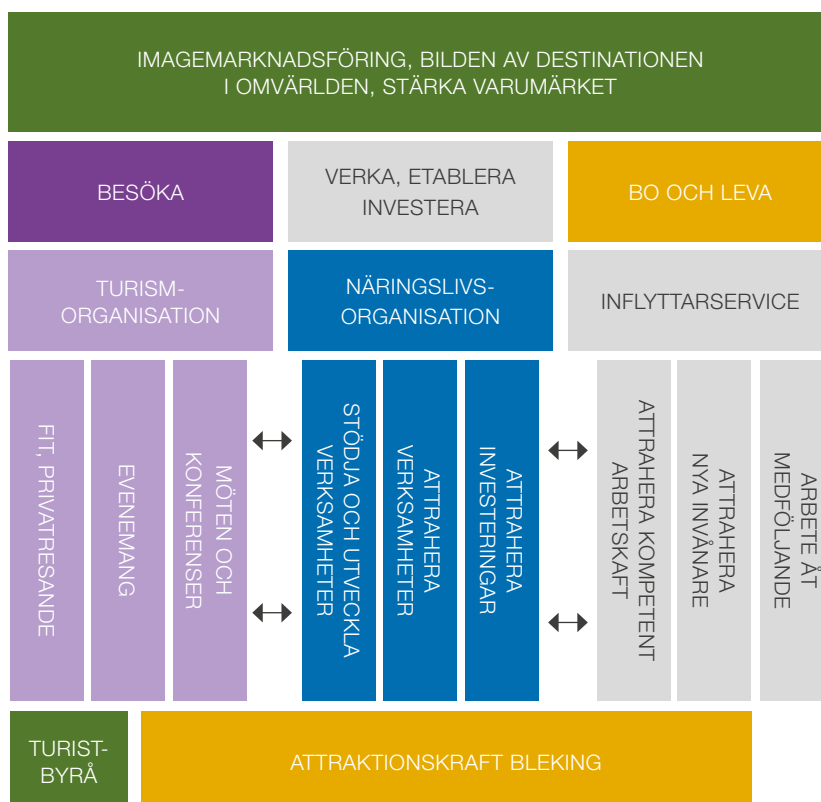 IMAGEMARKNADSFÖRING, BILDEN AV DESTINATIONEN
I OMVÄRLDEN, STÄRKA VARUMÄRKET
BESÖKA
VERKA, ETABLERA
INVESTERA
BO OCH LEVA
TURISM-
ORGANISATION
NÄRINGSLIVS-
ORGANISATION
INFLYTTARSERVICE
FIT, PRIVATRESANDE
EVENEMANG
MÖTEN OCH
KONFERENSER
STÖDJA OCH UTVECKLA
VERKSAMHETER
ATTRAHERA
VERKSAMHETER
ATTRAHERA
INVESTERINGAR
ATTRAHERA KOMPETENT
ARBETSKAFT
ATTRAHERA
NYA INVÅNARE
ARBETE ÅT
MEDFÖLJANDE
TURIST-
BYRÅ
ATTRAKTIONSKRAFT BLEKING